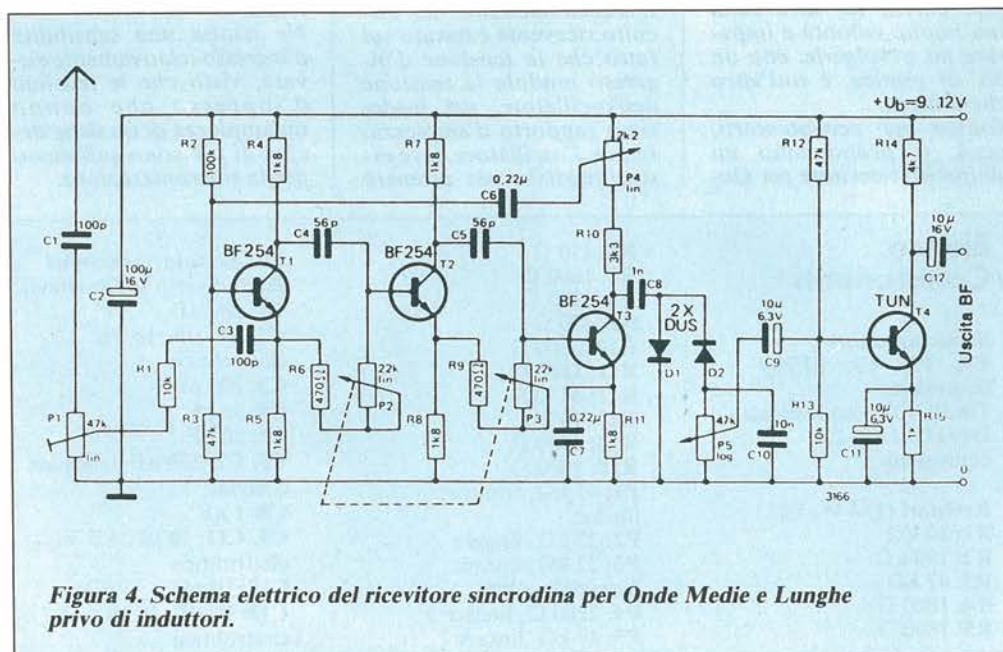 +Ub=9..12V
R2
100k
R4
1k8
R7
1k8
2k2
P4
lin
R12
47k
R14
4k7
0,22µ
C6
C1
100p
100µ
16V
C2
BF254
T1
C4
56p
BF254
T2
C5
56p
R10
3k3
1n
C8
BF254
T3
2X
DUS
D1
D2
10µ
6,3V
C9
TUN
T4
10µ
16V
C12
Uscita BF
C3
100p
R1
10k
R6
470Ω
22k
lin
P2
R9
470Ω
22k
lin
P3
P1
47k
lin
R3
47k
R5
1k8
R8
1k8
0,22µ
C7
R11
1k8
47k
P5
log
10n
C10
R13
10k
10µ
6,3V
C11
R15
1k
3166
Figura 4. Schema elettrico del ricevitore sincrodina per Onde Medie e Lunghe
privo di induttori.